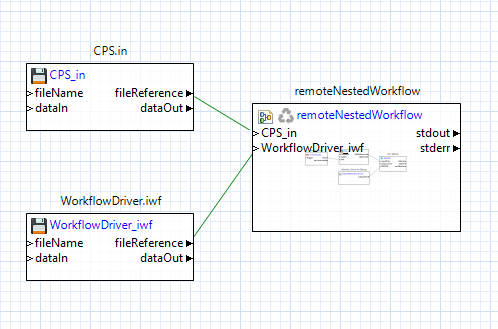 CPS.in
CPS_in
fileName fileReference
dataIn dataOut
remoteNestedWorkflow
remoteNestedWorkflow
CPS_in stdout
WorkflowDriver_iwf stderr
WorkflowDriver.iwf
WorkflowDriver_iwf
fileName fileReference
dataIn dataOut